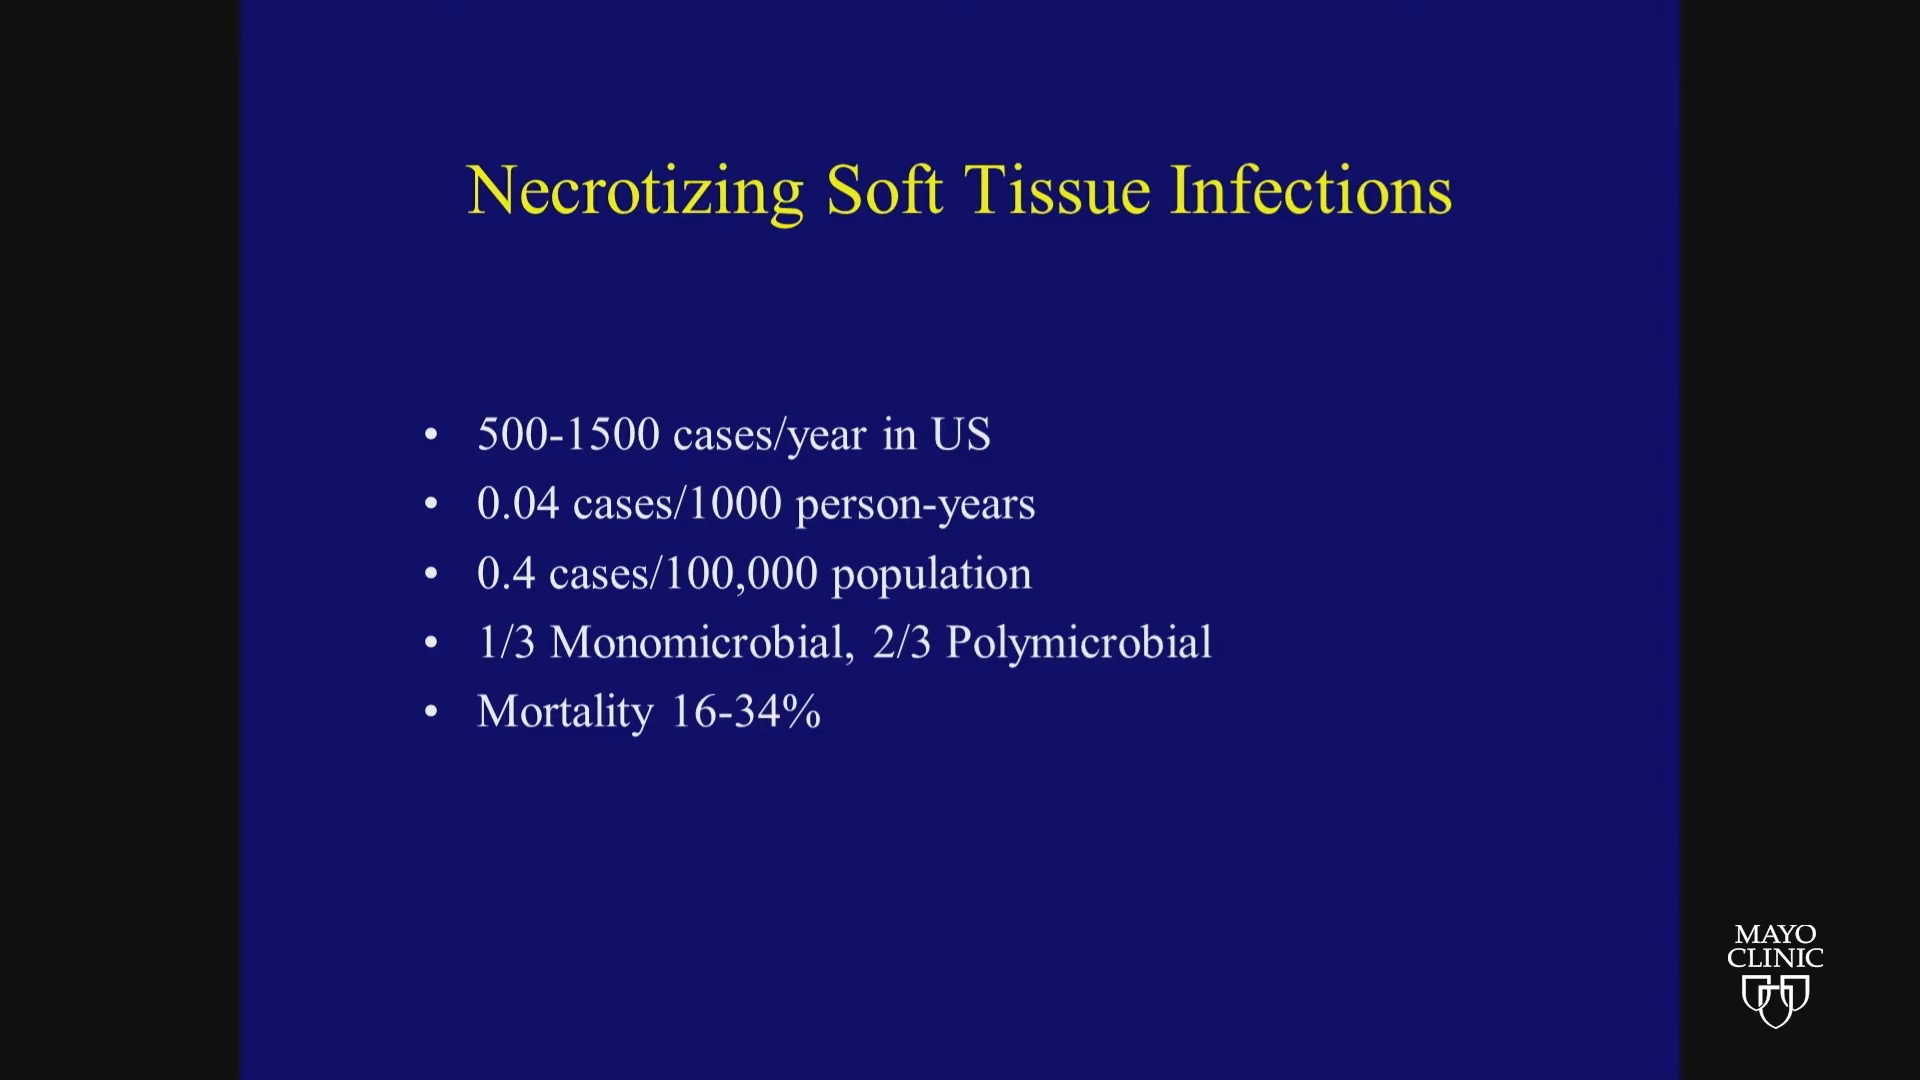 Necrotizing Soft Tissue Infections
• 500-1500 cases/year in US
• 0.04 cases/1000 person-years
• 0.4 cases/100,000 population
• 1/3 Monomicrobial, 2/3 Polymicrobial
• Mortality 16-34%
MAYO
CLINIC